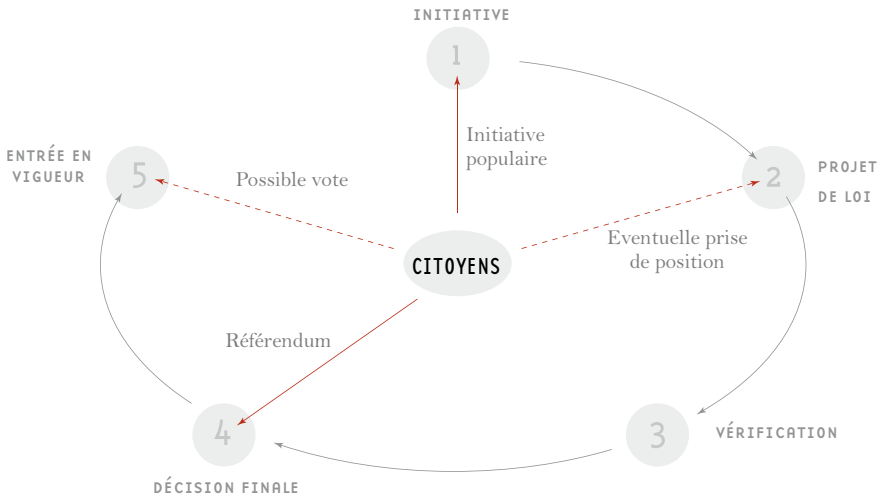 INITIATIVE
1
Initiative
populaire
ENTRÉE EN
VIGUEUR
5
Possible vote
2
PROJET
DE LOI
Eventuelle prise
de position
CITOYENS
Référendum
4
3
VÉRIFICATION
DÉCISION FINALE